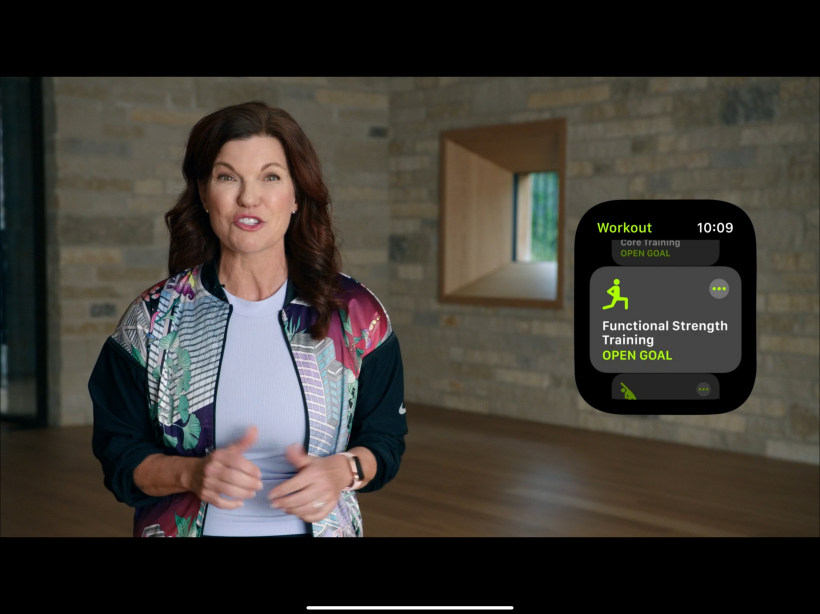 Workout
10:09
Core Training
OPEN GOAL
Functional Strength
Training
OPEN GOAL